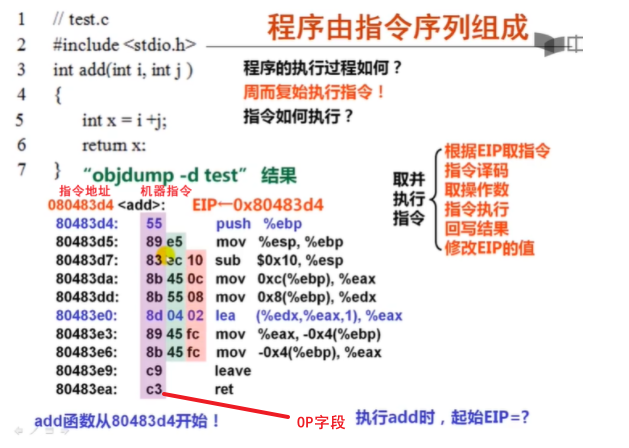 程序由指令序列组成
1 // test.c
2 #include <stdio.h>
3 int add(int i, int j )
4 {
5 int x = i +j;
6 return x:
7 }
程序的执行过程如何？
周而复始执行指令！
指令如何执行？
“objdump -d test” 结果
指令地址 机器指令
080483d4 <add>: EIP←0x80483d4
80483d4: 55 push %ebp
80483d5: 89 e5 mov %esp, %ebp
80483d7: 83 ec 10 sub $0x10, %esp
80483da: 8b 45 0c mov 0xc(%ebp), %eax
80483dd: 8b 55 08 mov 0x8(%ebp), %edx
80483e0: 8d 04 02 lea (%edx,%eax,1), %eax
80483e3: 89 45 fc mov %eax, -0x4(%ebp)
80483e6: 8b 45 fc mov -0x4(%ebp), %eax
80483e9: c9 leave
80483ea: c3 ret
取并
执行
指令
根据EIP取指令
指令译码
取操作数
指令执行
回写结果
修改EIP的值
add函数从80483d4开始！
OP字段
执行add时，起始EIP=?